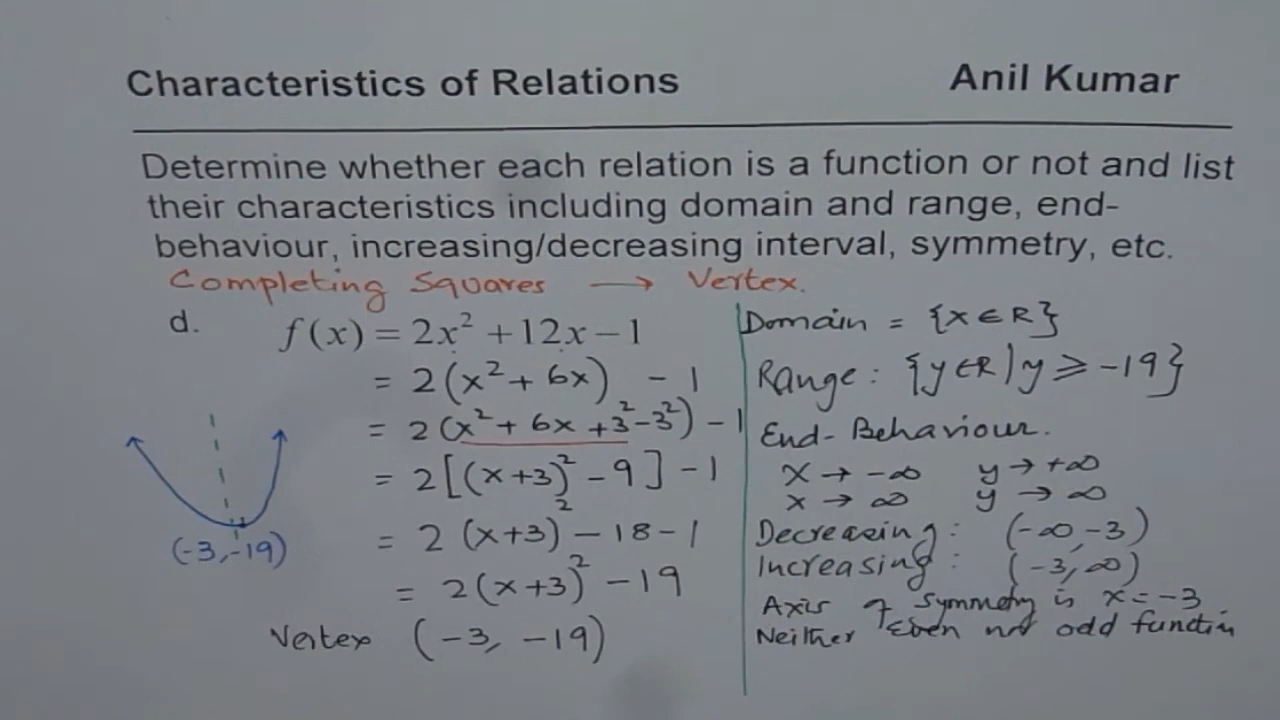 Characteristics of Relations Anil Kumar
Determine whether each relation is a function or not and list
their characteristics including domain and range, end-
behaviour, increasing/decreasing interval, symmetry, etc.
Completing Squares → Vertex.
d. f(x) = 2x² + 12x − 1
= 2(x² + 6x) − 1
= 2(x² + 6x + 3² − 3²) − 1
= 2[(x+3)² − 9] − 1
= 2(x+3)² − 18 − 1
= 2(x+3)² − 19
Vertex (−3, −19)
(−3, −19)
Domain = {x∈R}
Range: {y∈R | y ≥ −19}
End-Behaviour.
x → −∞ y → +∞
x → ∞ y → ∞
Decreasing: (−∞, −3)
Increasing: (−3, ∞)
Axis of symmetry is x = −3.
Neither even not odd function